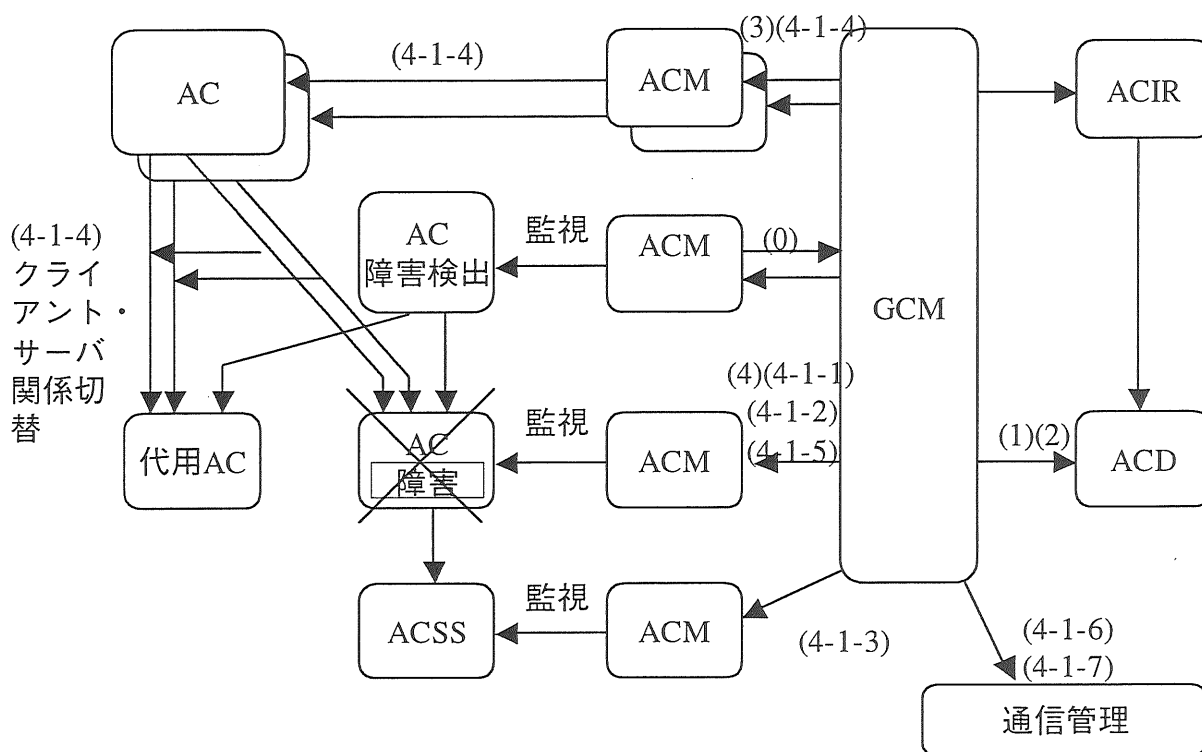 (3)(4-1-4)
(4-1-4)
AC
ACM
ACIR
(4-1-4)
クライ
アント・
サーバ
関係切
替
AC
障害検出
監視
ACM
(0)
GCM
(4)(4-1-1)
(4-1-2)
(4-1-5)
代用AC
AC
障害
監視
ACM
(1)(2)
ACD
ACSS
監視
ACM
(4-1-3)
(4-1-6)
(4-1-7)
通信管理